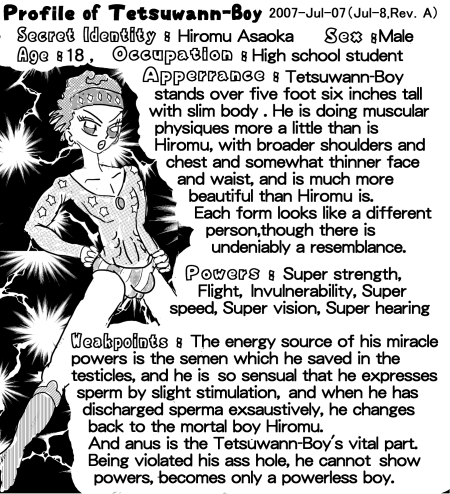 Profile of Tetsuwann-Boy 2007-Jul-07(Jul-8,Rev. A)
Secret Identity : Hiromu Asaoka Sex : Male
Age : 18 , Occupation : High school student
Apperrance : Tetsuwann-Boy
stands over five foot six inches tall
with slim body . He is doing muscular
physiques more a little than is
Hiromu, with broader shoulders and
chest and somewhat thinner face
and waist, and is much more
beautiful than Hiromu is.
Each form looks like a different
person,though there is
undeniably a resemblance.
Powers : Super strength,
Flight, Invulnerability, Super
speed, Super vision, Super hearing
Weakpoints : The energy source of his miracle
powers is the semen which he saved in the
testicles, and he is so sensual that he expresses
sperm by slight stimulation, and when he has
discharged sperma exsaustively, he changes
back to the mortal boy Hiromu.
And anus is the Tetsuwann-Boy's vital part.
Being violated his ass hole, he cannot show
powers, becomes only a powerless boy.